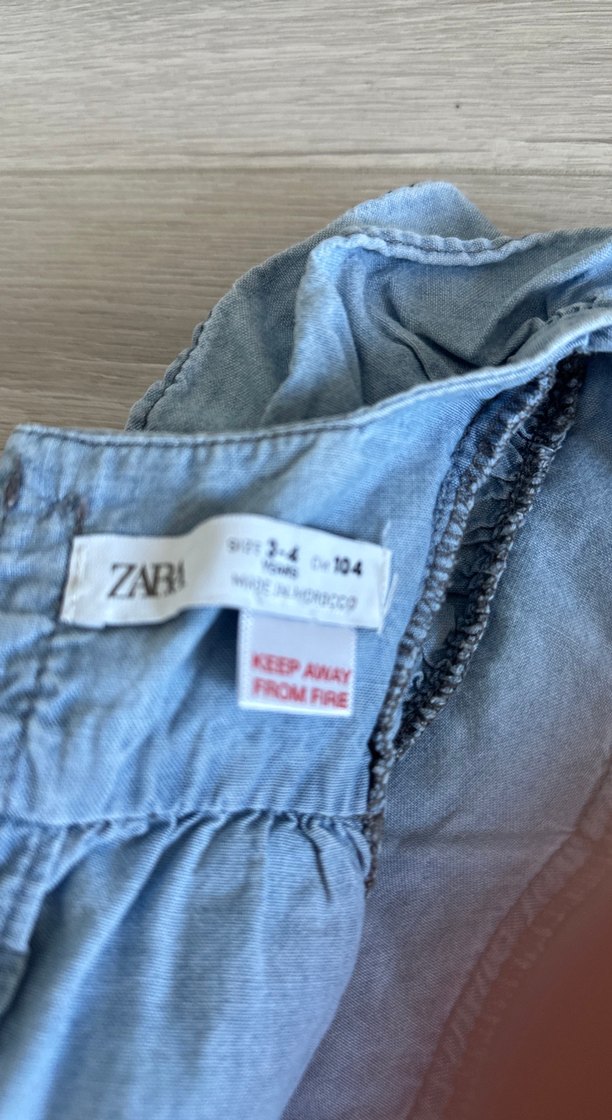 ZARA
SIZE 3-4 CM 104
YEARS
MADE IN MOROCCO
KEEP AWAY
FROM FIRE